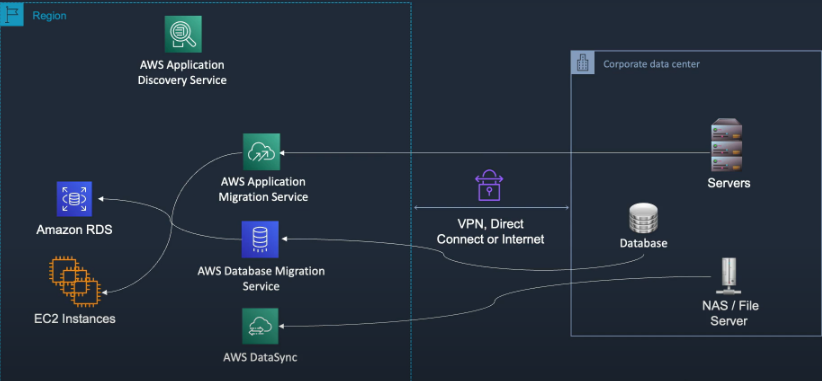 Region
AWS Application
Discovery Service
Corporate data center
AWS Application
Migration Service
Servers
Amazon RDS
VPN, Direct
Connect or Internet
Database
AWS Database Migration
Service
EC2 Instances
NAS / File
Server
AWS DataSync